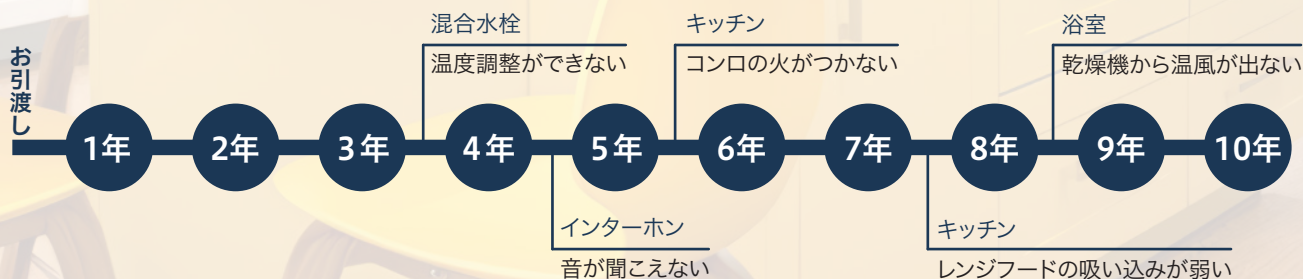 混合水栓
温度調整ができない
キッチン
コンロの火がつかない
浴室
乾燥機から温風が出ない
お引渡し
1年
2年
3年
4年
5年
6年
7年
8年
9年
10年
インターホン
音が聞こえない
キッチン
レンジフードの吸い込みが弱い